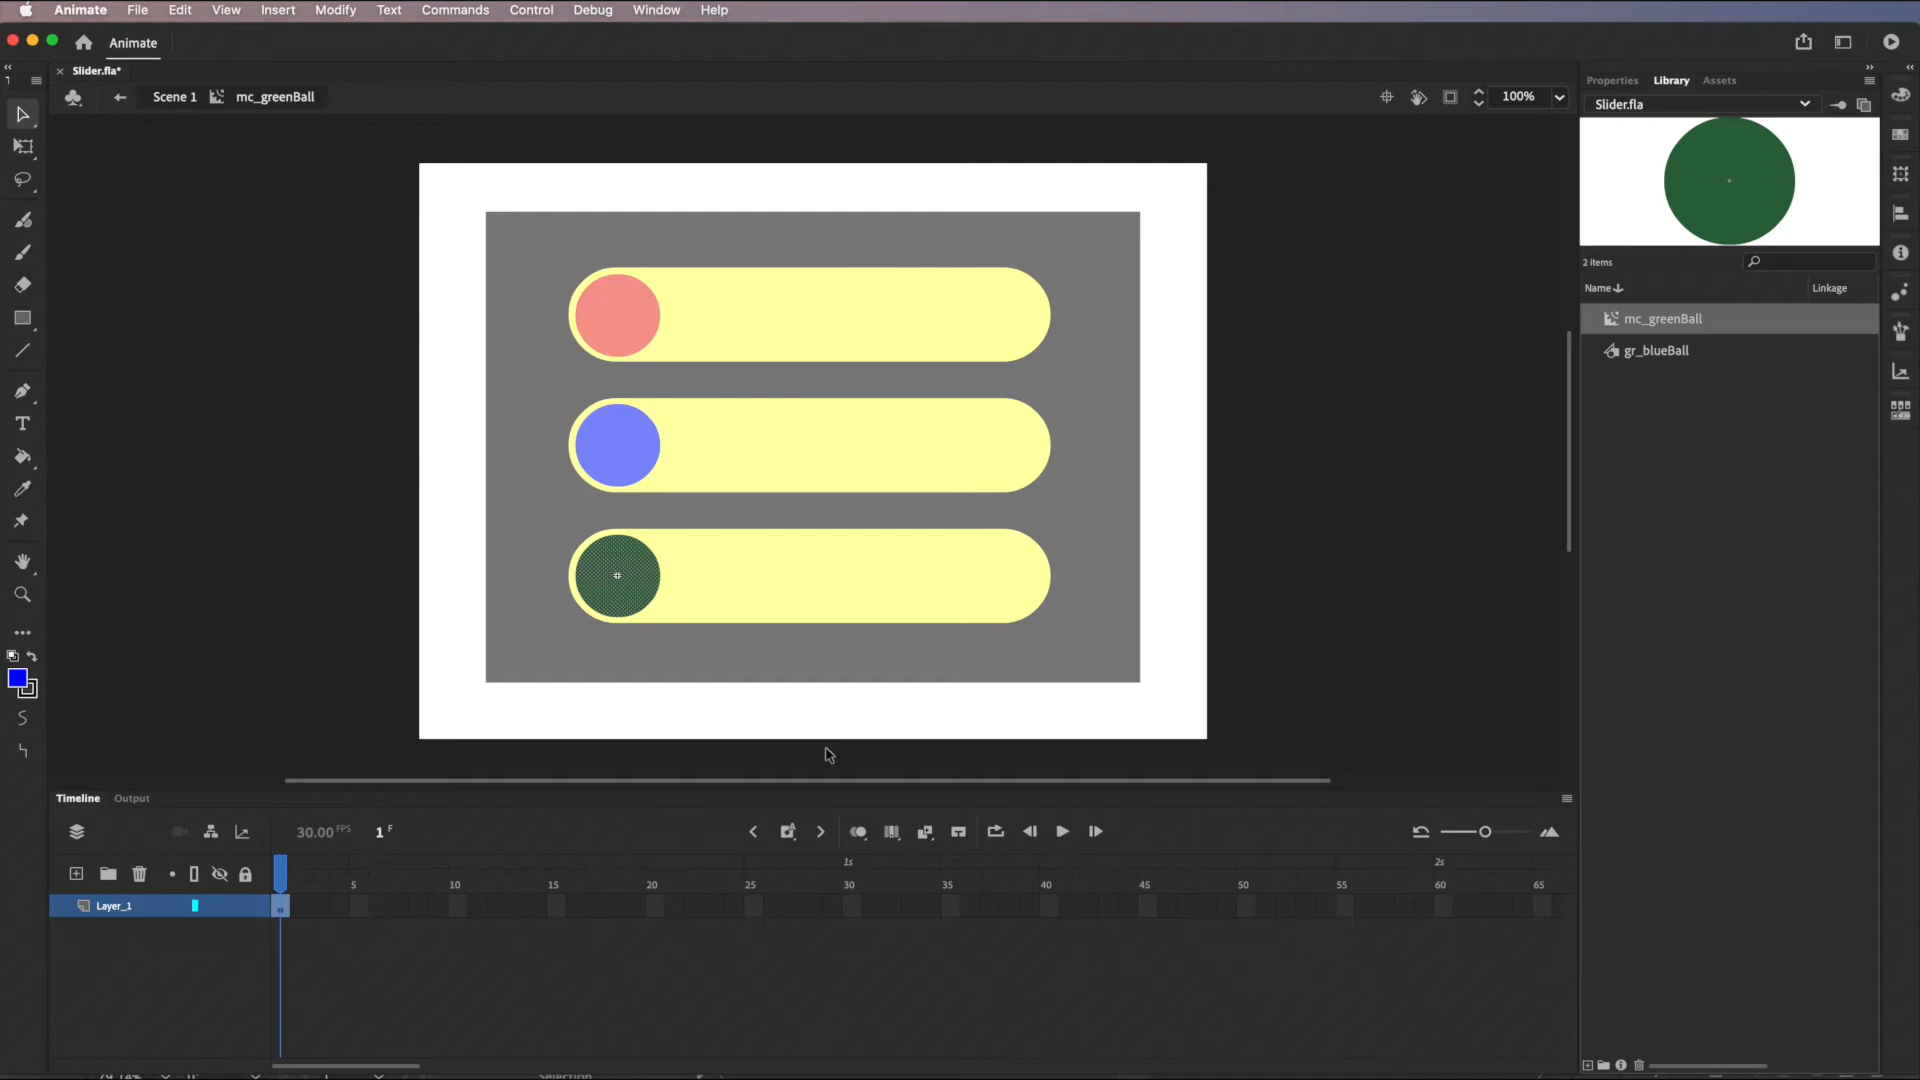 Animate File Edit View Insert Modify Text Commands Control Debug Window Help
Animate
Slider.fla*
Scene 1 mc_greenBall 100%
Properties Library Assets
Slider.fla
2 items
Name Linkage
mc_greenBall
gr_blueBall
Timeline Output
30.00 FPS 1 F
1s 2s
5 10 15 20 25 30 35 40 45 50 55 60 65
Layer_1